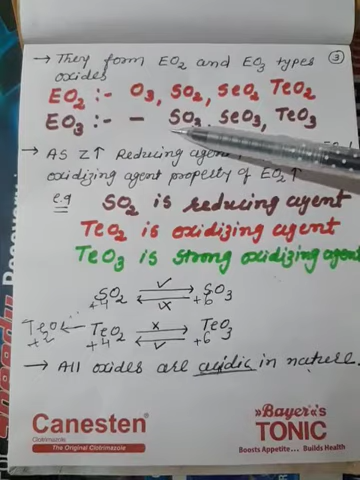 → They form EO₂ and EO₃ types ③
oxides
EO₂ :- O₃, SO₂, SeO₂ TeO₂
EO₃ :- - SO₃. SeO₃, TeO₃
→ AS Z↑ Reducing agent,
oxidizing agent property of EO₂↑
e.g SO₂ is reducing agent
TeO₂ is oxidizing agent
TeO₃ is strong oxidizing agent
SO₂ ✓ ⇌ x SO₃
+4 +6
TeO ← TeO₂ x ⇌ ✓ TeO₃
+2 +4 +6
→ All oxides are acidic in nature.
Canesten®
Clotrimazole
The Original Clotrimazole
»Bayer's
TONIC
Boosts Appetite... Builds Health